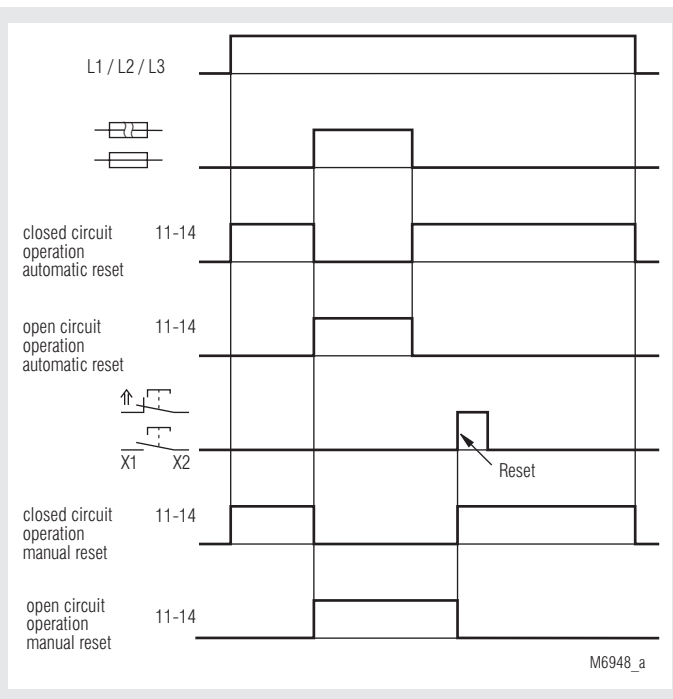 L1 / L2 / L3
closed circuit 11-14
operation
automatic reset
open circuit 11-14
operation
automatic reset
X1 X2
Reset
closed circuit 11-14
operation
manual reset
open circuit 11-14
operation
manual reset
M6948_a